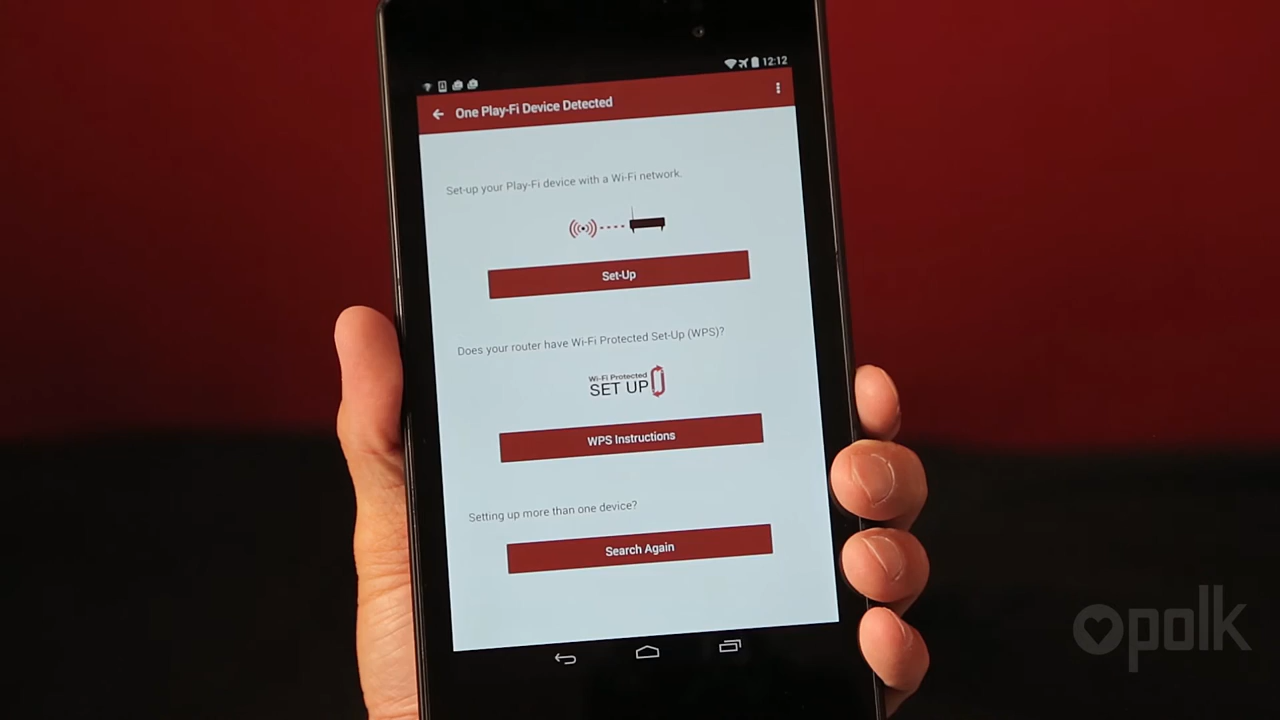 12:12
One Play-Fi Device Detected
Set-up your Play-Fi device with a Wi-Fi network.
Set-Up
Does your router have Wi-Fi Protected Set-Up (WPS)?
Wi-Fi Protected
SET UP
WPS Instructions
Setting up more than one device?
Search Again
polk